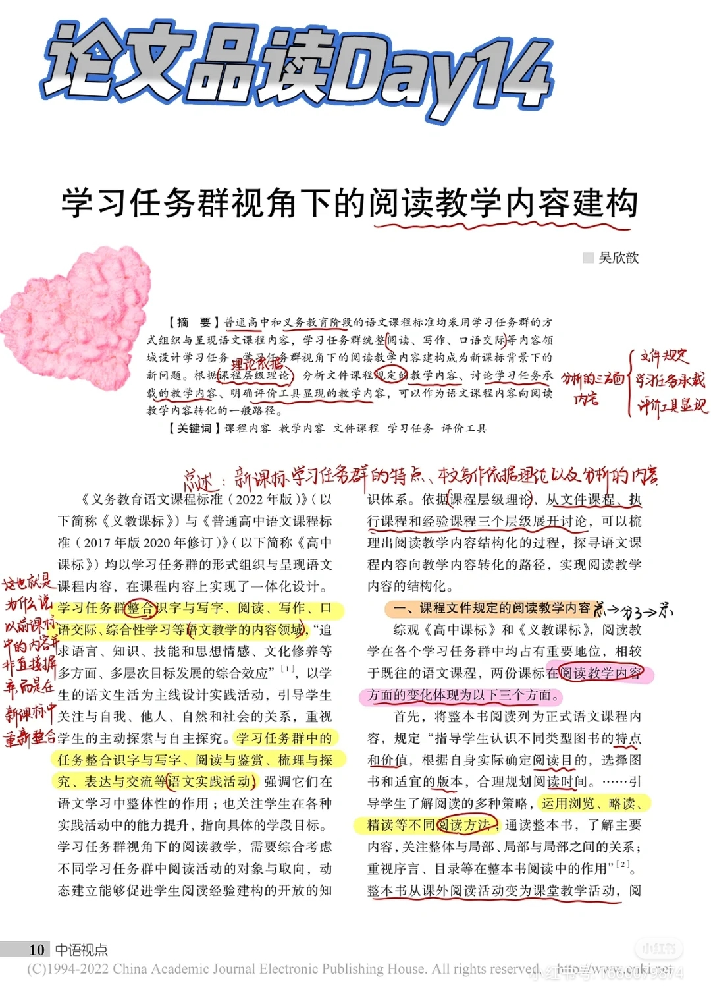 论文品读Day14
学习任务群视角下的阅读教学内容建构
吴欣歆
【摘 要】普通高中和义务教育阶段的语文课程标准均采用学习任务群的方
式组织与呈现语文课程内容，学习任务群统整阅读、写作、口语交际等内容领
域设计学习任务，学习任务群视角下的阅读教学内容建构成为新课标背景下的
理论依据
新问题。根据课程层级理论，分析文件课程规定的教学内容、讨论学习任务承
载的教学内容、明确评价工具显现的教学内容，可以作为语文课程内容向阅读
教学内容转化的一般路径。
【关键词】课程内容 教学内容 文件课程 学习任务 评价工具
分析的三方面
内容
文件规定
学习任务承载
评价工具显现
总述：新课标学习任务群的特点、本文写作依据理论以及分析的内容
《义务教育语文课程标准（2022年版）》（以
下简称《义教课标》）与《普通高中语文课程标
准（2017年版2020年修订）》（以下简称《高中
课标》）均以学习任务群的形式组织与呈现语文
课程内容，在课程内容上实现了一体化设计。
学习任务群整合识字与写字、阅读、写作、口
语交际、综合性学习等语文教学的内容领域，“追
求语言、知识、技能和思想情感、文化修养等
多方面、多层次目标发展的综合效应”[1]，以学
生的语文生活为主线设计实践活动，引导学生
关注与自我、他人、自然和社会的关系，重视
学生的主动探索与自主探究。学习任务群中的
任务整合识字与写字、阅读与鉴赏、梳理与探
究、表达与交流等语文实践活动，强调它们在
语文学习中整体性的作用；也关注学生在各种
实践活动中的能力提升，指向具体的学段目标。
学习任务群视角下的阅读教学，需要综合考虑
不同学习任务群中阅读活动的对象与取向，动
态建立能够促进学生阅读经验建构的开放的知
这也就是
为什么说
以前课标
中的内容并
非直接摒
弃，而是在
新课标中
重新整合
识体系。依据课程层级理论，从文件课程、执
行课程和经验课程三个层级展开讨论，可以梳
理出阅读教学内容结构化的过程，探寻语文课
程内容向教学内容转化的路径，实现阅读教学
内容的结构化。
一、课程文件规定的阅读教学内容
总→分3→总
综观《高中课标》和《义教课标》，阅读教
学在各个学习任务群中均占有重要地位，相较
于既往的语文课程，两份课标在阅读教学内容
方面的变化体现为以下三个方面。
首先，将整本书阅读列为正式语文课程内
容，规定“指导学生认识不同类型图书的特点
和价值，根据自身实际确定阅读目的，选择图
书和适宜的版本，合理规划阅读时间。……引
导学生了解阅读的多种策略，运用浏览、略读、
精读等不同阅读方法；通读整本书，了解主要
内容，关注整体与局部、局部与局部之间的关系；
重视序言、目录等在整本书阅读中的作用”[2]。
整本书从课外阅读活动变为课堂教学活动，阅
10 中语视点
小红书
(C)1994-2022 China Academic Journal Electronic Publishing House. All rights reserved. http://www.cnki.net
小红书号：1660079874